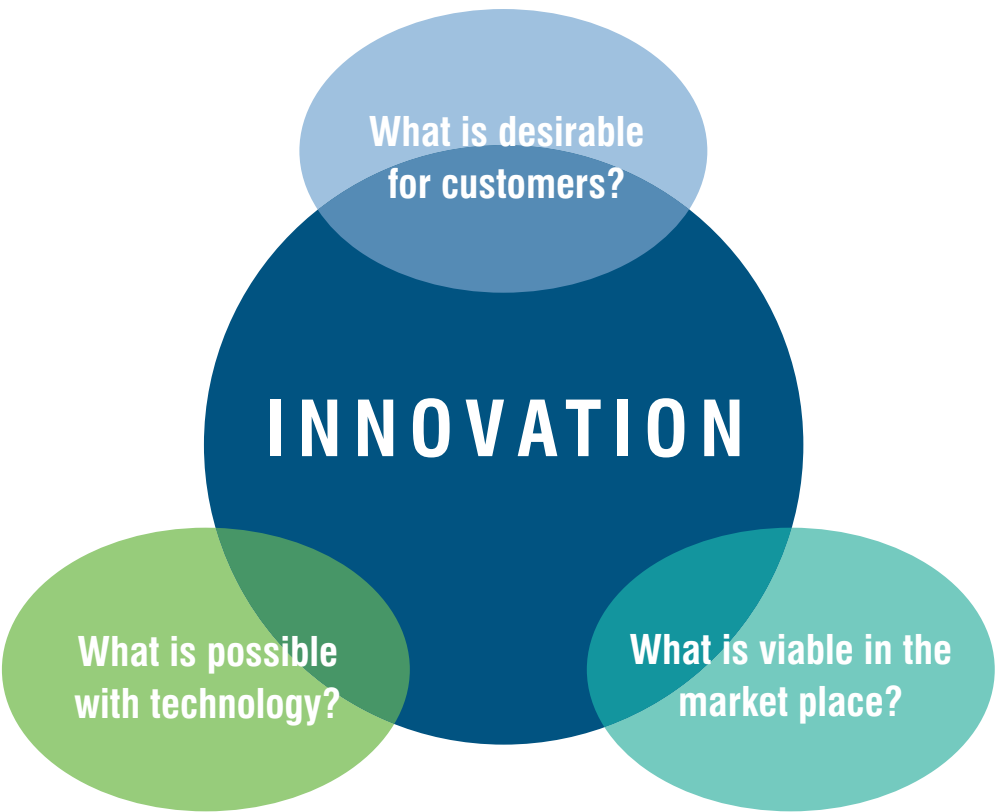 What is desirable
for customers?
INNOVATION
What is possible
with technology?
What is viable in the
market place?